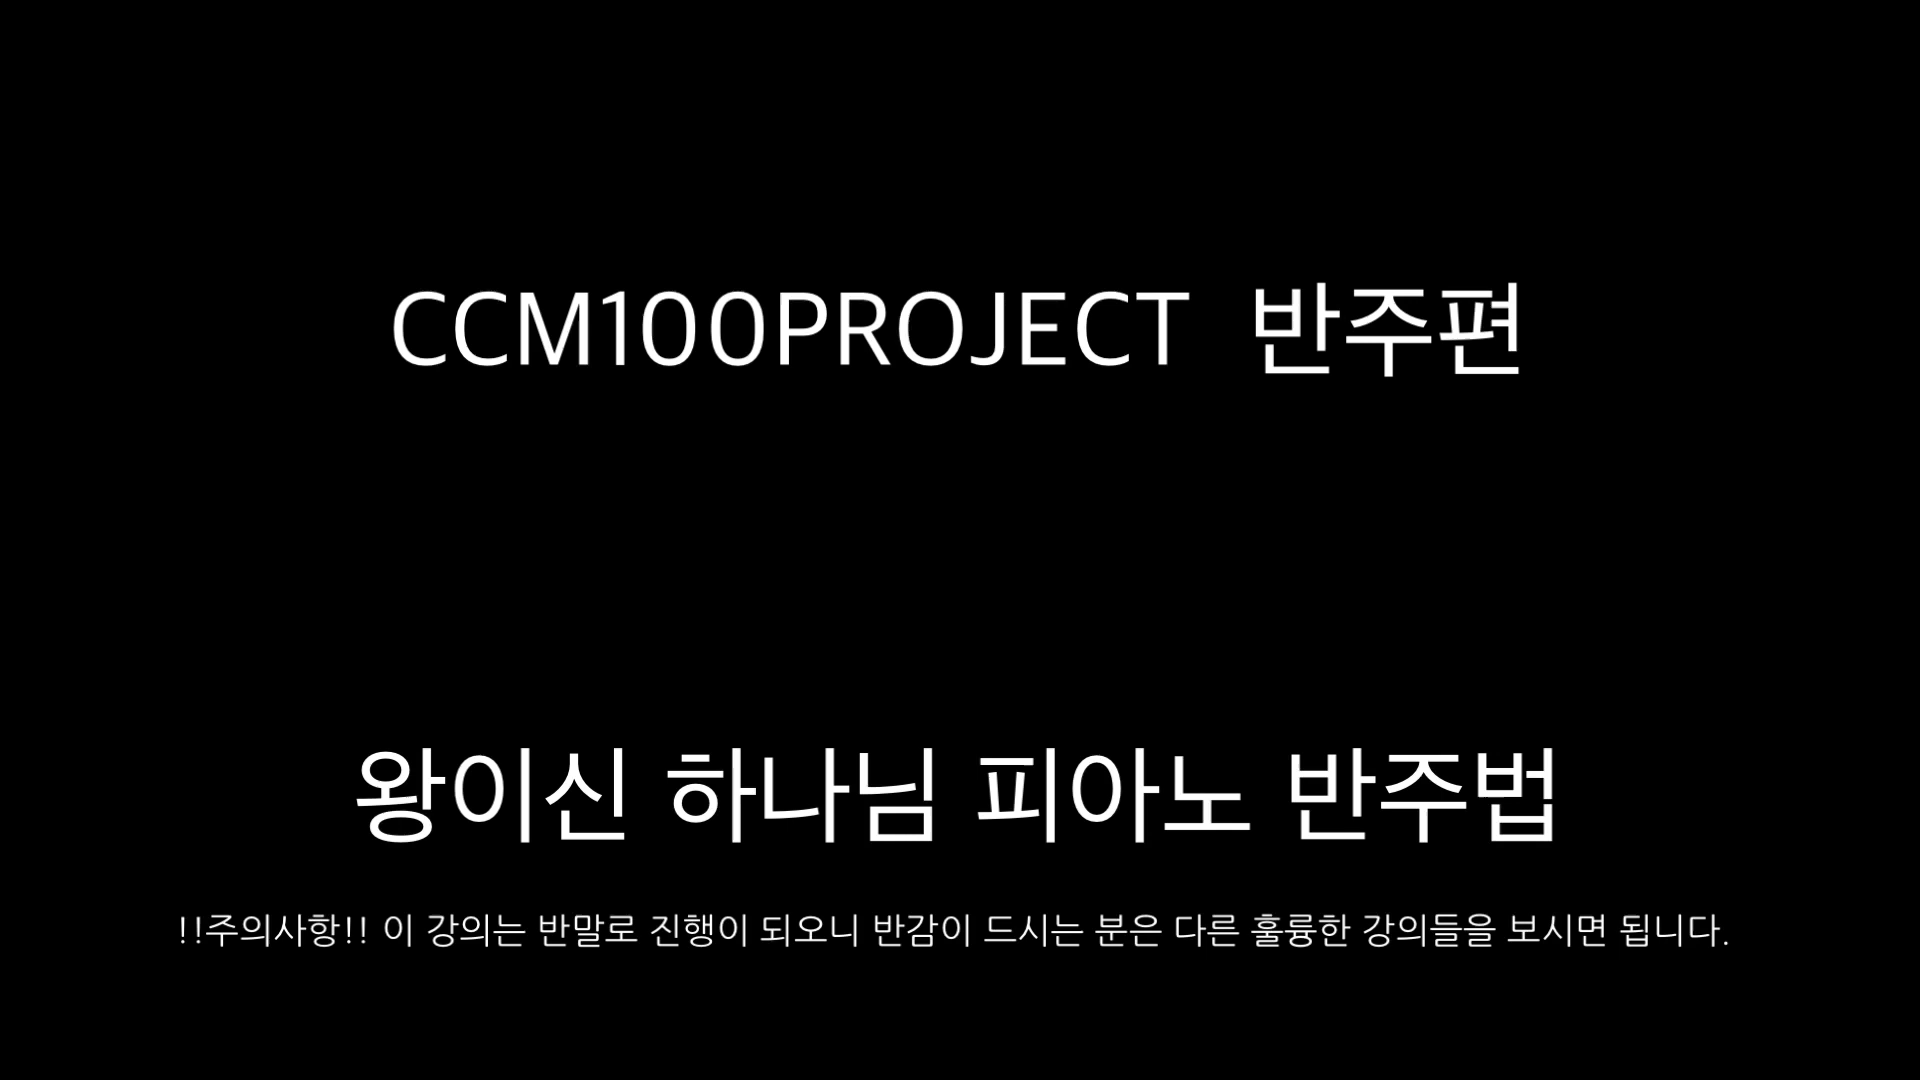 CCM100PROJECT 반주편
왕이신 하나님 피아노 반주법
!!주의사항!! 이 강의는 반말로 진행이 되오니 반감이 드시는 분은 다른 훌륭한 강의들을 보시면 됩니다.